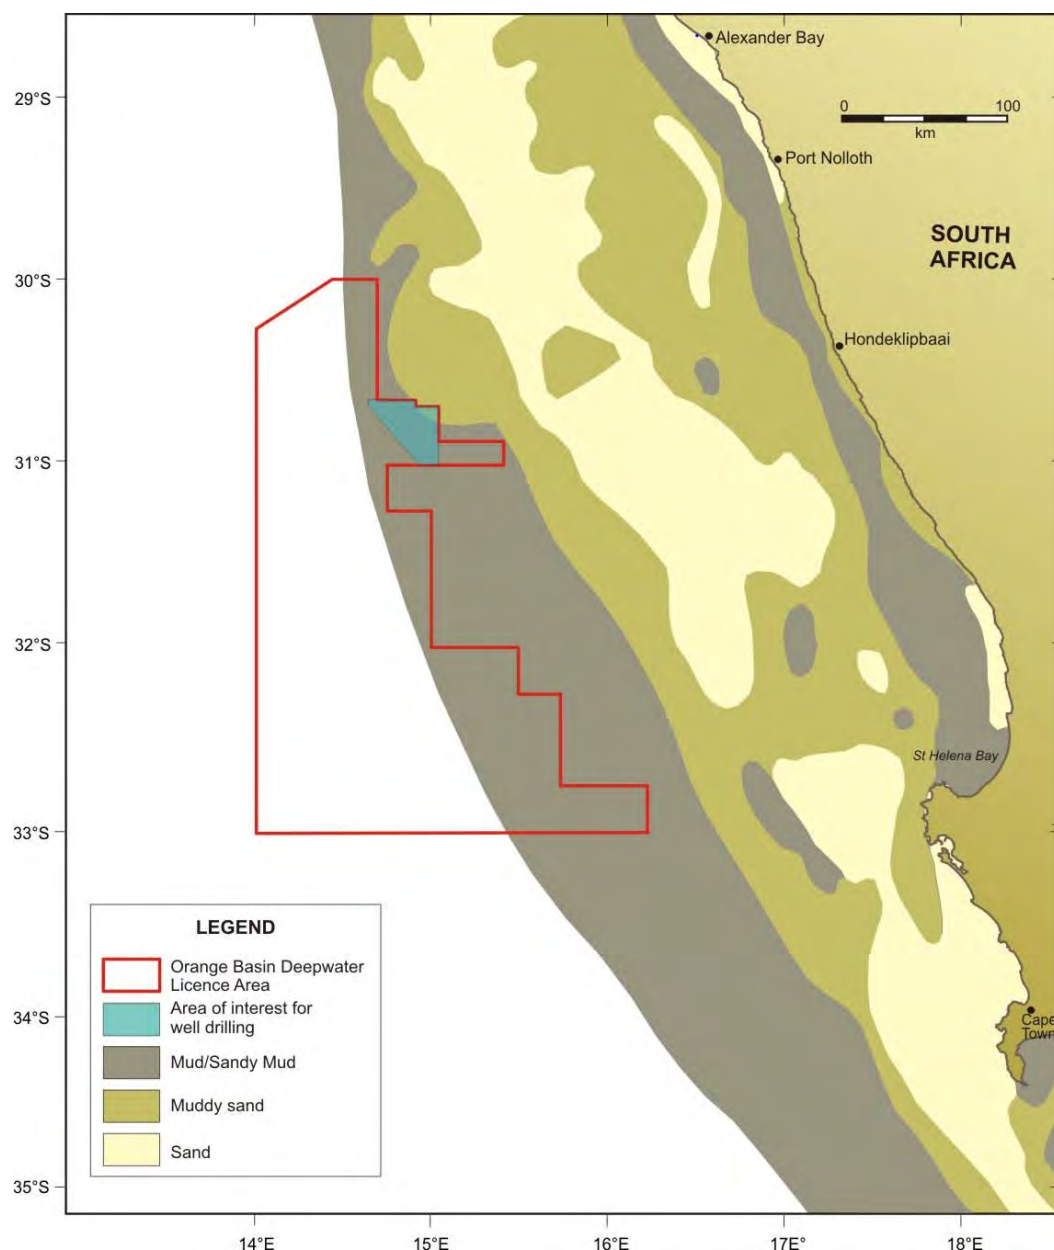 Alexander Bay
29°S
0 100
km
Port Nolloth
SOUTH
AFRICA
30°S
Hondeklipbaai
31°S
32°S
St Helena Bay
33°S
LEGEND
Orange Basin Deepwater
Licence Area
Area of interest for
well drilling
Mud/Sandy Mud
Muddy sand
Sand
34°S
Cape
Town
35°S
14°E 15°E 16°E 17E° 18°E